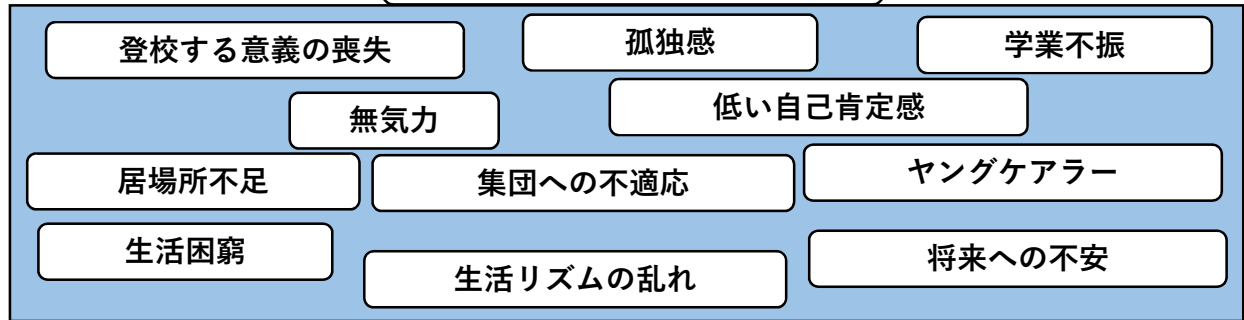 登校する意義の喪失
孤独感
学業不振
無気力
低い自己肯定感
居場所不足
集団への不適応
ヤングケアラー
生活困窮
生活リズムの乱れ
将来への不安